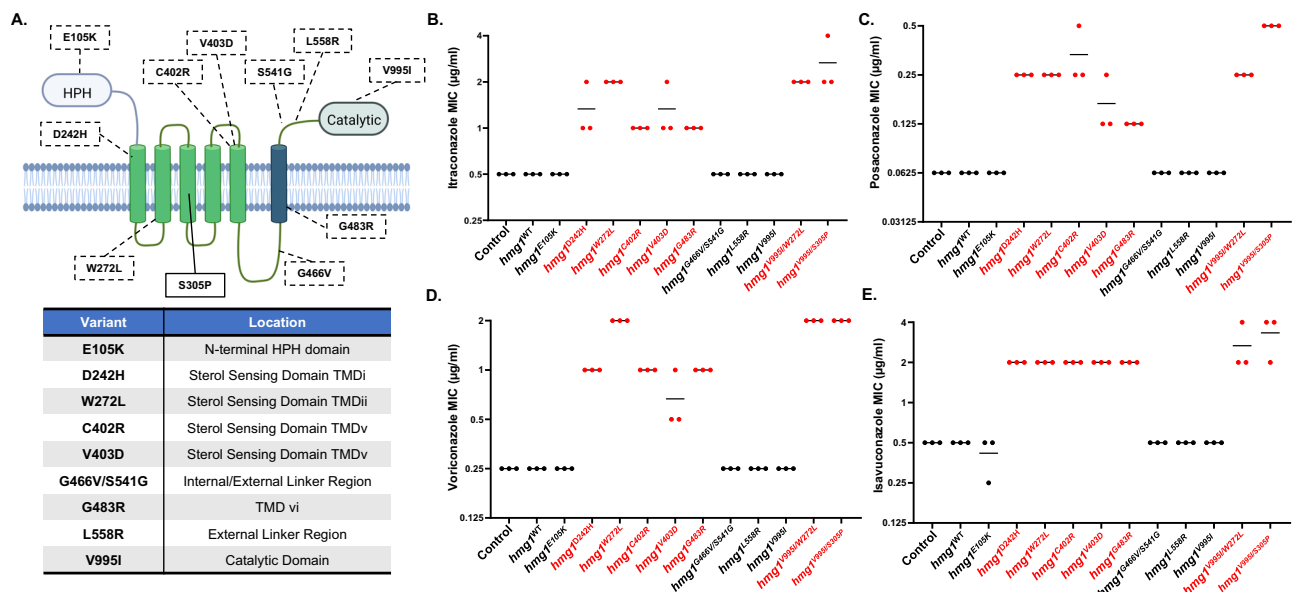 A.
E105K
V403D
L558R
C402R
S541G
V995I
HPH
Catalytic
D242H
G483R
W272L
S305P
G466V
Variant Location
E105K N-terminal HPH domain
D242H Sterol Sensing Domain TMDi
W272L Sterol Sensing Domain TMDii
C402R Sterol Sensing Domain TMDv
V403D Sterol Sensing Domain TMDv
G466V/S541G Internal/External Linker Region
G483R TMD vi
L558R External Linker Region
V995I Catalytic Domain
B.
Itraconazole MIC (µg/ml)
4
2
1
0.5
0.25
Control
hmg1WT
hmg1E105K
hmg1D242H
hmg1W272L
hmg1C402R
hmg1V403D
hmg1G483R
hmg1G466V/S541G
hmg1L558R
hmg1V995I
hmg1V995I/W272L
hmg1V995I/S305P
C.
Posaconazole MIC (µg/ml)
0.5
0.25
0.125
0.0625
0.03125
Control
hmg1WT
hmg1E105K
hmg1D242H
hmg1W272L
hmg1C402R
hmg1V403D
hmg1G483R
hmg1G466V/S541G
hmg1L558R
hmg1V995I
hmg1V995I/W272L
hmg1V995I/S305P
D.
Voriconazole MIC (µg/ml)
2
1
0.5
0.25
0.125
Control
hmg1WT
hmg1E105K
hmg1D242H
hmg1W272L
hmg1C402R
hmg1V403D
hmg1G483R
hmg1G466V/S541G
hmg1L558R
hmg1V995I
hmg1V995I/W272L
hmg1V995I/S305P
E.
Isavuconazole MIC (µg/ml)
4
2
1
0.5
0.25
0.125
Control
hmg1WT
hmg1E105K
hmg1D242H
hmg1W272L
hmg1C402R
hmg1V403D
hmg1G483R
hmg1G466V/S541G
hmg1L558R
hmg1V995I
hmg1V995I/W272L
hmg1V995I/S305P